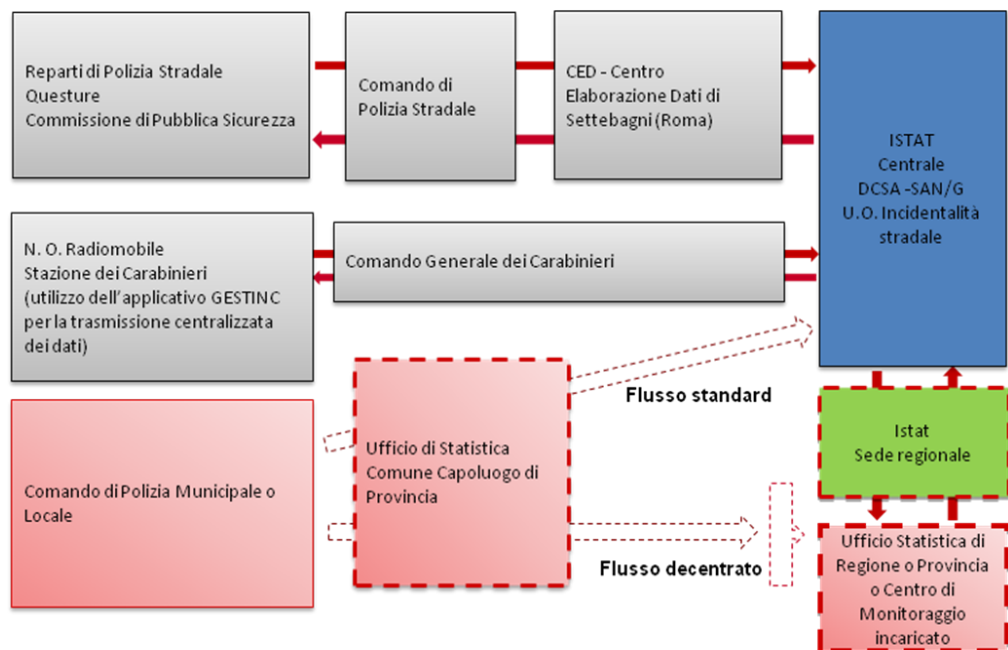 Reparti di Polizia Stradale
Questure
Commissione di Pubblica Sicurezza
Comando di
Polizia Stradale
CED - Centro
Elaborazione Dati di
Settebagni (Roma)
ISTAT
Centrale
DCSA -SAN/G
U.O. Incidentalità
stradale
N. O. Radiomobile
Stazione dei Carabinieri
(utilizzo dell'applicativo GESTINC
per la trasmissione centralizzata
dei dati)
Comando Generale dei Carabinieri
Flusso standard
Ufficio di Statistica
Comune Capoluogo di
Provincia
Istat
Sede regionale
Comando di Polizia Municipale o
Locale
Flusso decentrato
Ufficio Statistica di
Regione o Provincia
o Centro di
Monitoraggio
incaricato